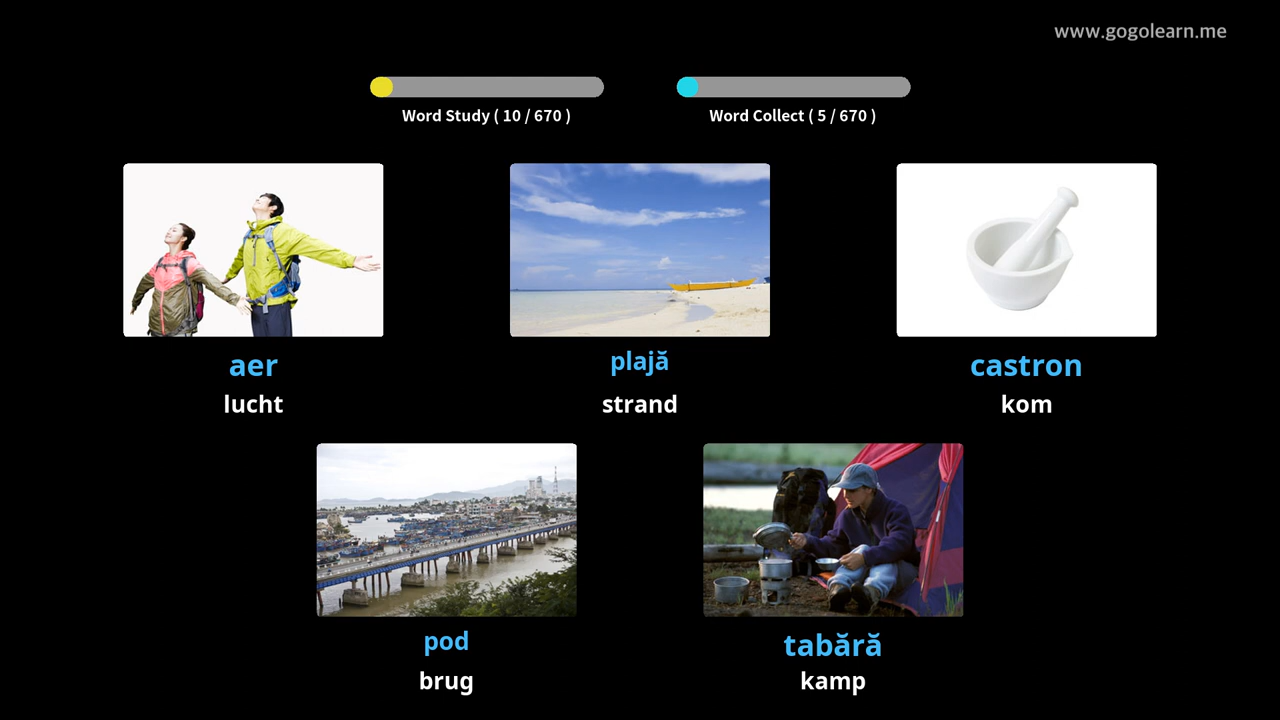 www.gogolearn.me
Word Study ( 10 / 670 )
Word Collect ( 5 / 670 )
aer
lucht
plajă
strand
castron
kom
pod
brug
tabără
kamp